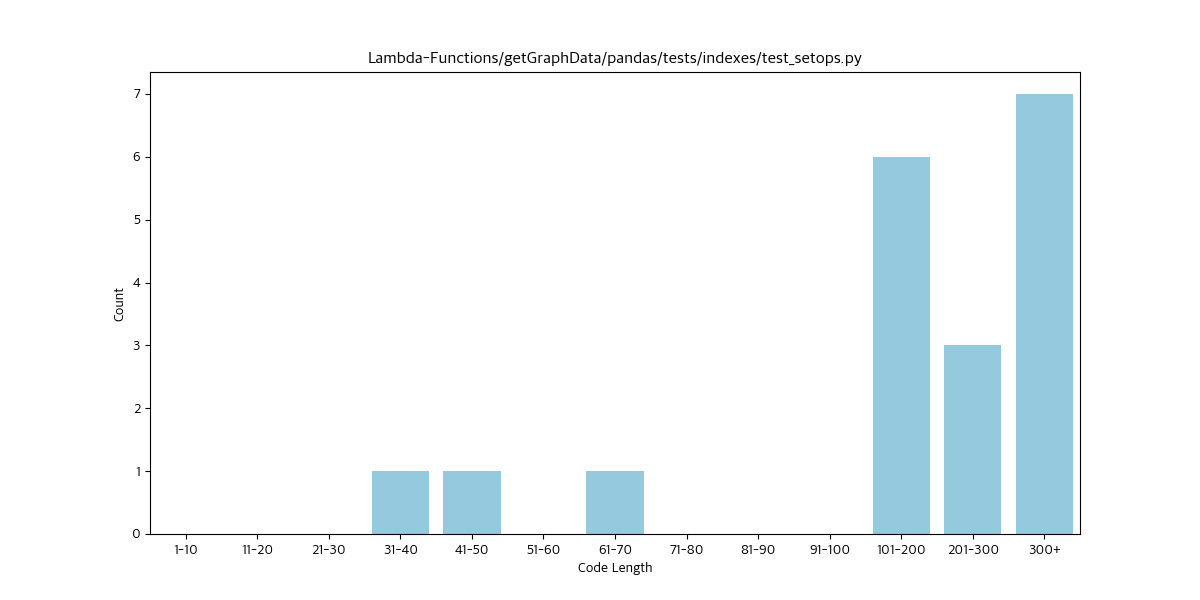 Lambda-Functions/getGraphData/pandas/tests/indexes/test_setops.py
7
6
5
4
3
2
1
0
Count
1-10 11-20 21-30 31-40 41-50 51-60 61-70 71-80 81-90 91-100 101-200 201-300 300+
Code Length